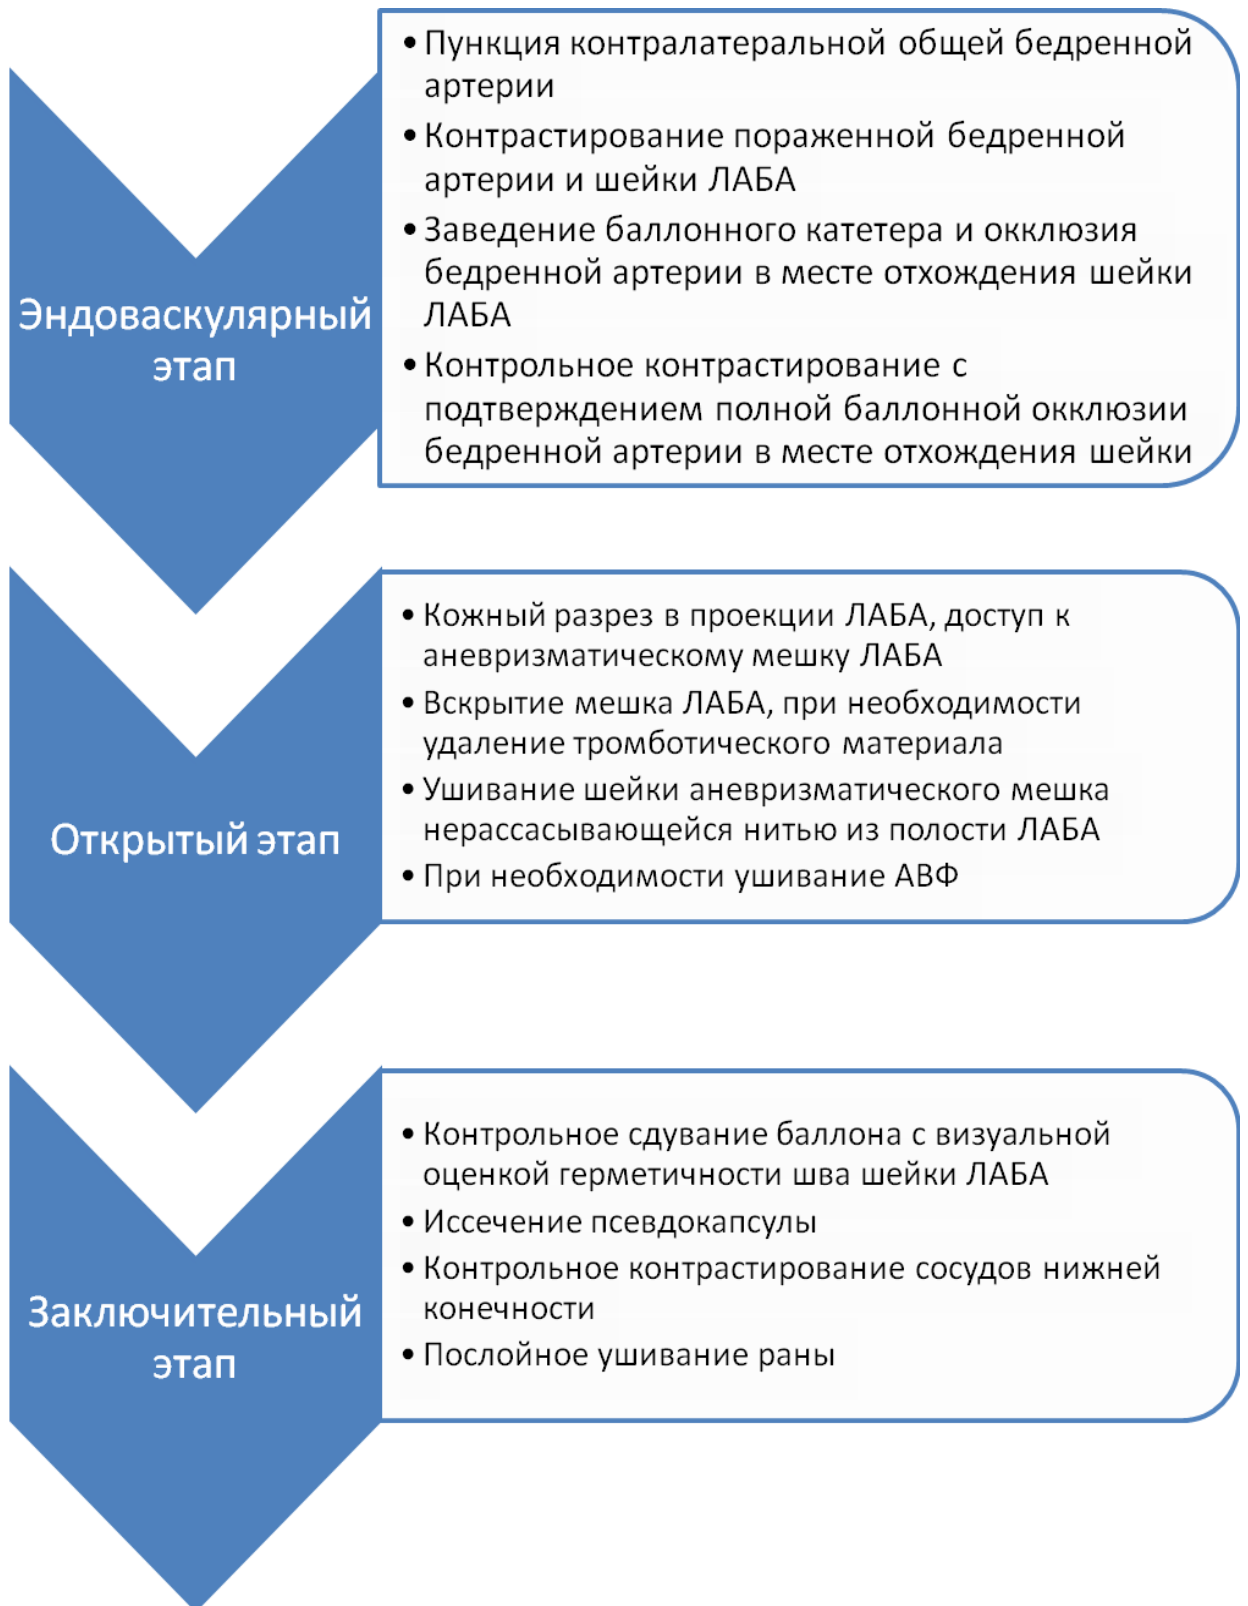 Эндоваскулярный
этап
• Пункция контралатеральной общей бедренной
артерии
• Контрастирование пораженной бедренной
артерии и шейки ЛАБА
• Заведение баллонного катетера и окклюзия
бедренной артерии в месте отхождения шейки
ЛАБА
• Контрольное контрастирование с
подтверждением полной баллонной окклюзии
бедренной артерии в месте отхождения шейки
Открытый этап
• Кожный разрез в проекции ЛАБА, доступ к
аневризматическому мешку ЛАБА
• Вскрытие мешка ЛАБА, при необходимости
удаление тромботического материала
• Ушивание шейки аневризматического мешка
нерассасывающейся нитью из полости ЛАБА
• При необходимости ушивание АВФ
Заключительный
этап
• Контрольное сдувание баллона с визуальной
оценкой герметичности шва шейки ЛАБА
• Иссечение псевдокапсулы
• Контрольное контрастирование сосудов нижней
конечности
• Послойное ушивание раны